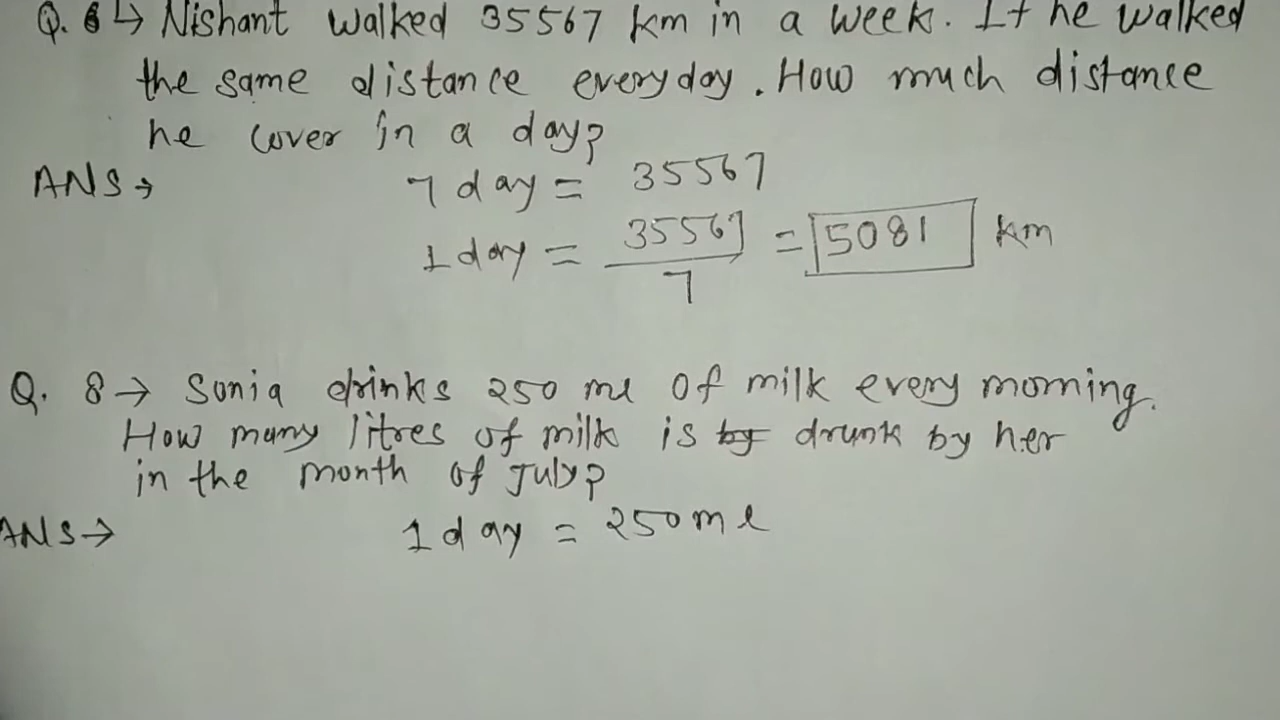 Q. 6 ↳ Nishant walked 35567 km in a week. If he walked
the same distance everyday. How much distance
he cover in a day?
ANS → 7 day = 35567
1 day = 35567 / 7 = 5081 km
Q. 8 → Sonia drinks 250 ml of milk every morning.
How many litres of milk is by drunk by her
in the month of July?
ANS → 1 day = 250 ml